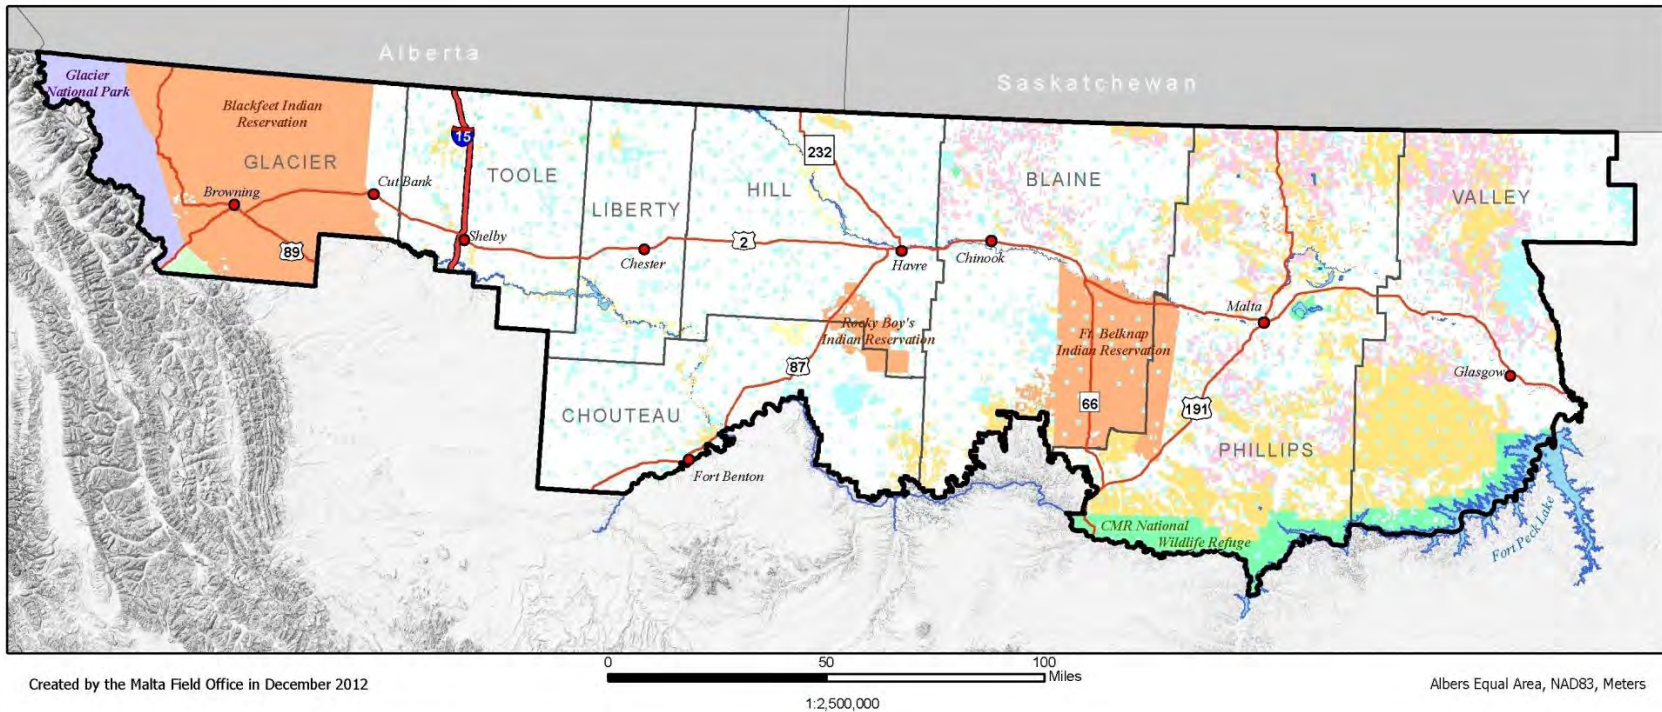 Alberta
Saskatchewan
Glacier
National Park
Blackfeet Indian
Reservation
GLACIER
Browning
Cut Bank
89
15
TOOLE
Shelby
LIBERTY
Chester
2
HILL
232
Havre
Chinook
BLAINE
VALLEY
Rocky Boy's
Indian Reservation
87
CHOUTEAU
Fort Benton
Ft. Belknap
Indian Reservation
66
Malta
191
PHILLIPS
Glasgow
CMR National
Wildlife Refuge
Fort Peck Lake
Created by the Malta Field Office in December 2012
0 50 100
Miles
1:2,500,000
Albers Equal Area, NAD83, Meters